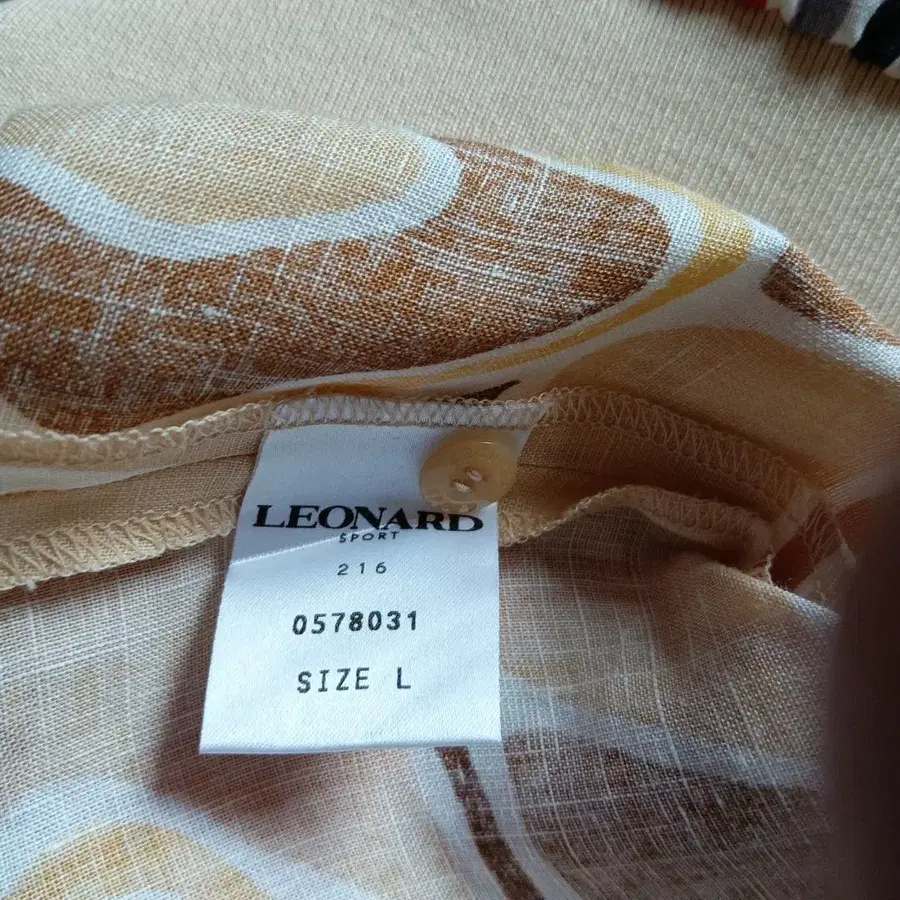 LEONARD
SPORT
216
0578031
SIZE L